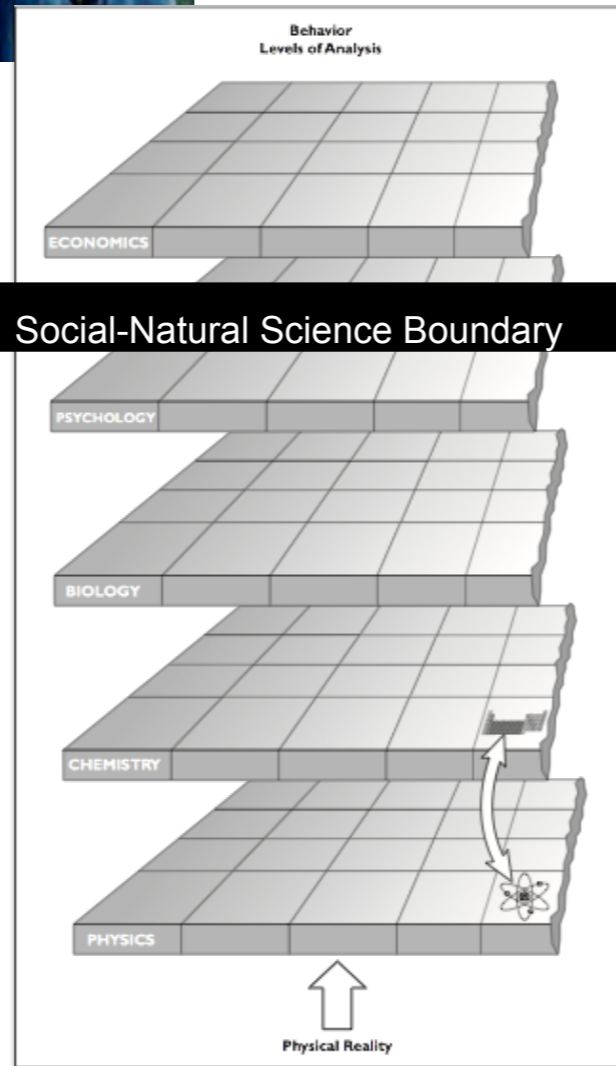 Behavior
Levels of Analysis
ECONOMICS
Social-Natural Science Boundary
PSYCHOLOGY
BIOLOGY
CHEMISTRY
PHYSICS
Physical Reality